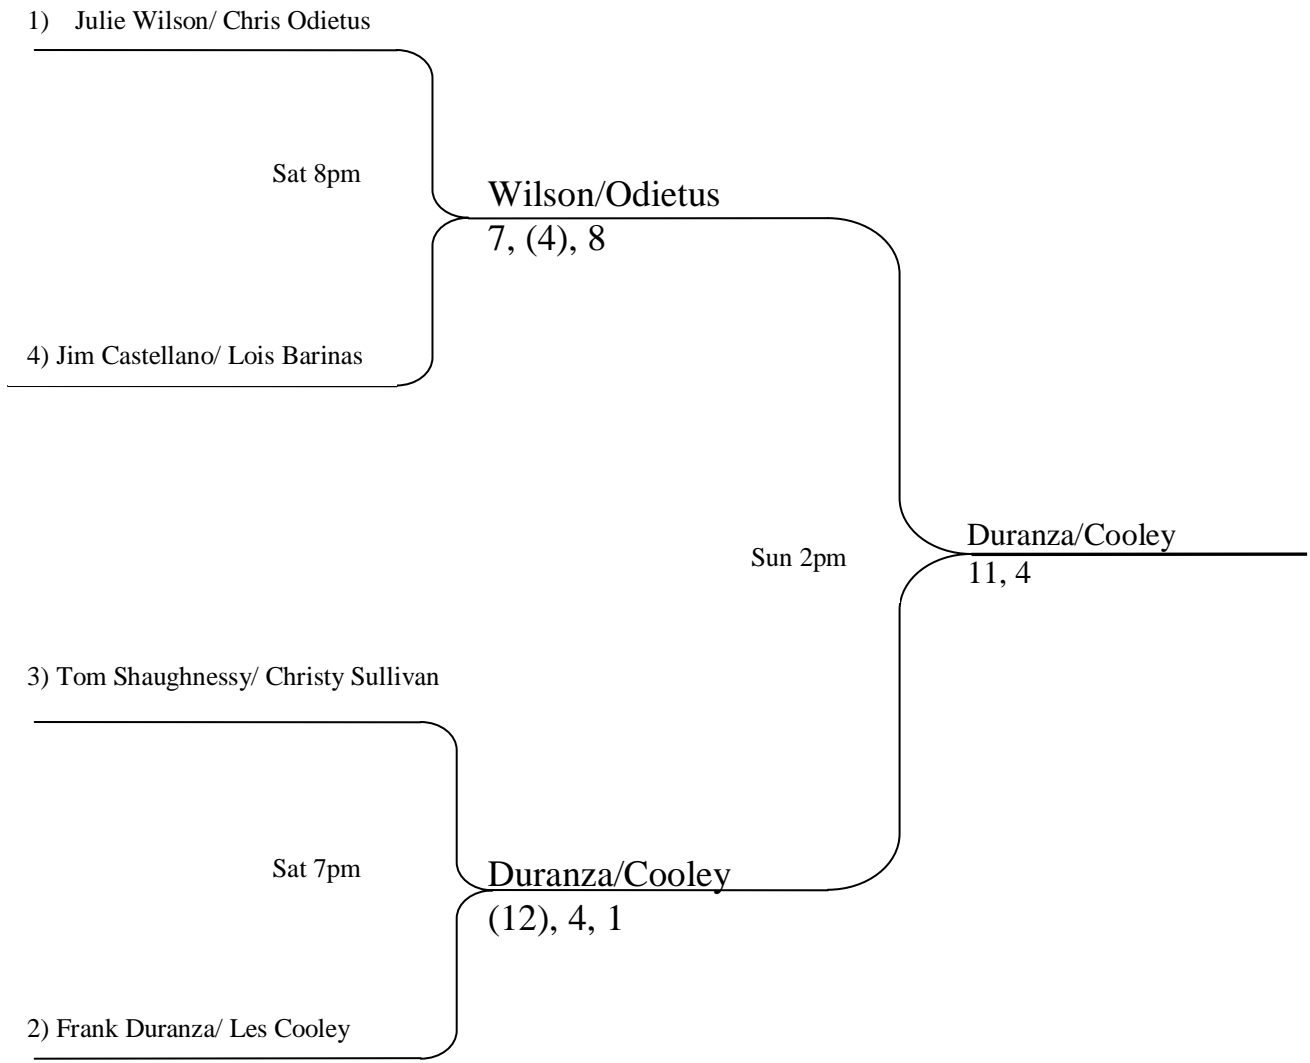 1) Julie Wilson/ Chris Odietus
Sat 8pm
Wilson/Odietus
7, (4), 8
4) Jim Castellano/ Lois Barinas
Sun 2pm
Duranza/Cooley
11, 4
3) Tom Shaughnessy/ Christy Sullivan
Sat 7pm
Duranza/Cooley
(12), 4, 1
2) Frank Duranza/ Les Cooley